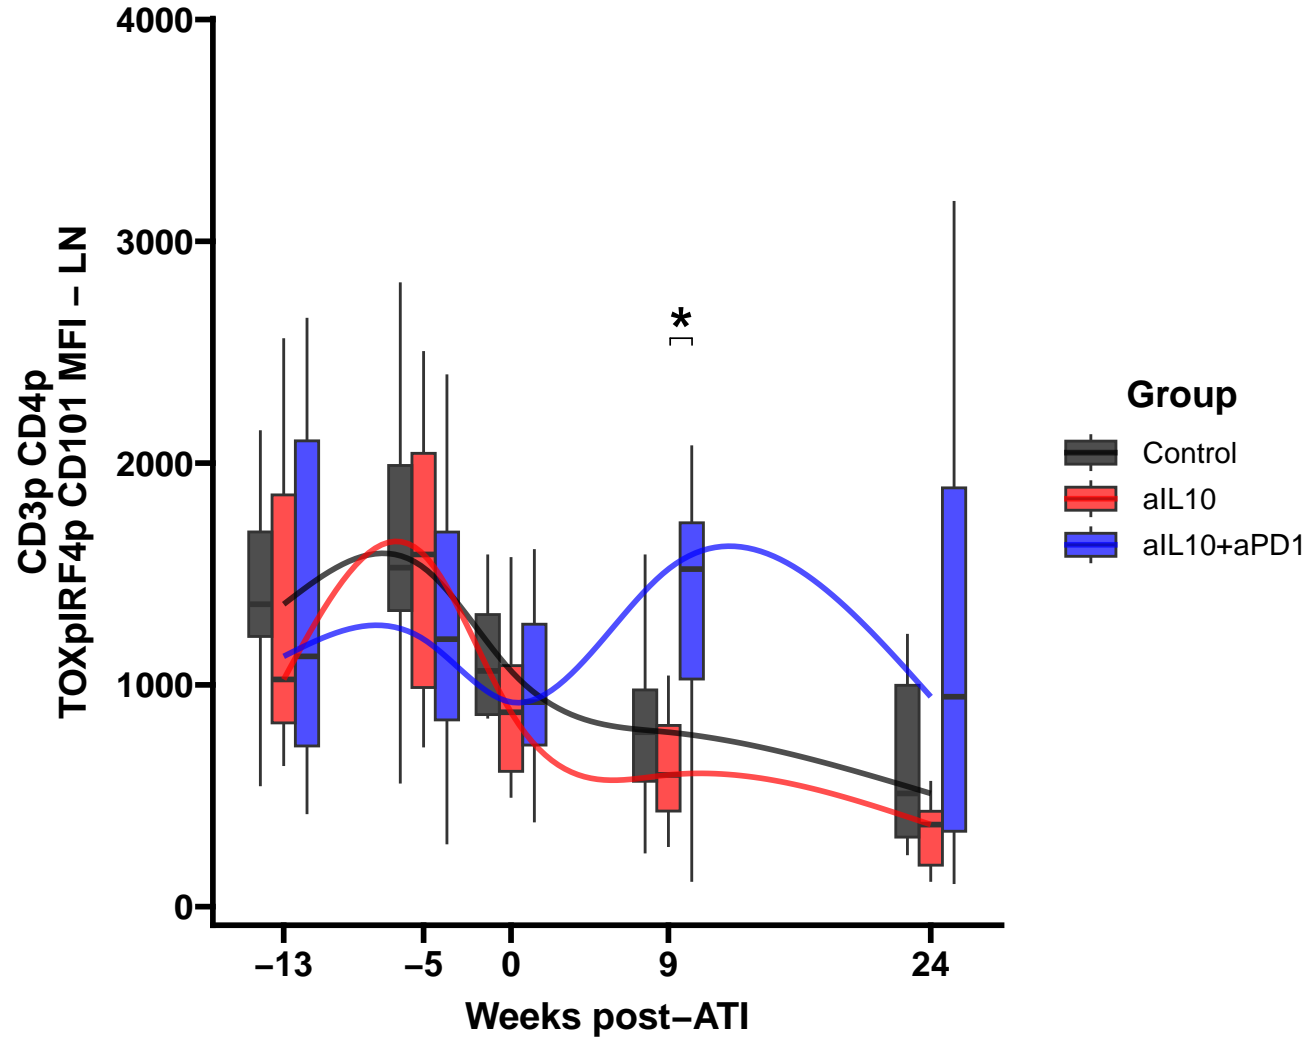 4000
3000
2000
1000
0
CD3p CD4p
TOXpIRF4p CD101 MFI – LN
*
–13 –5 0 9 24
Weeks post–ATI
Group
Control
aIL10
aIL10+aPD1